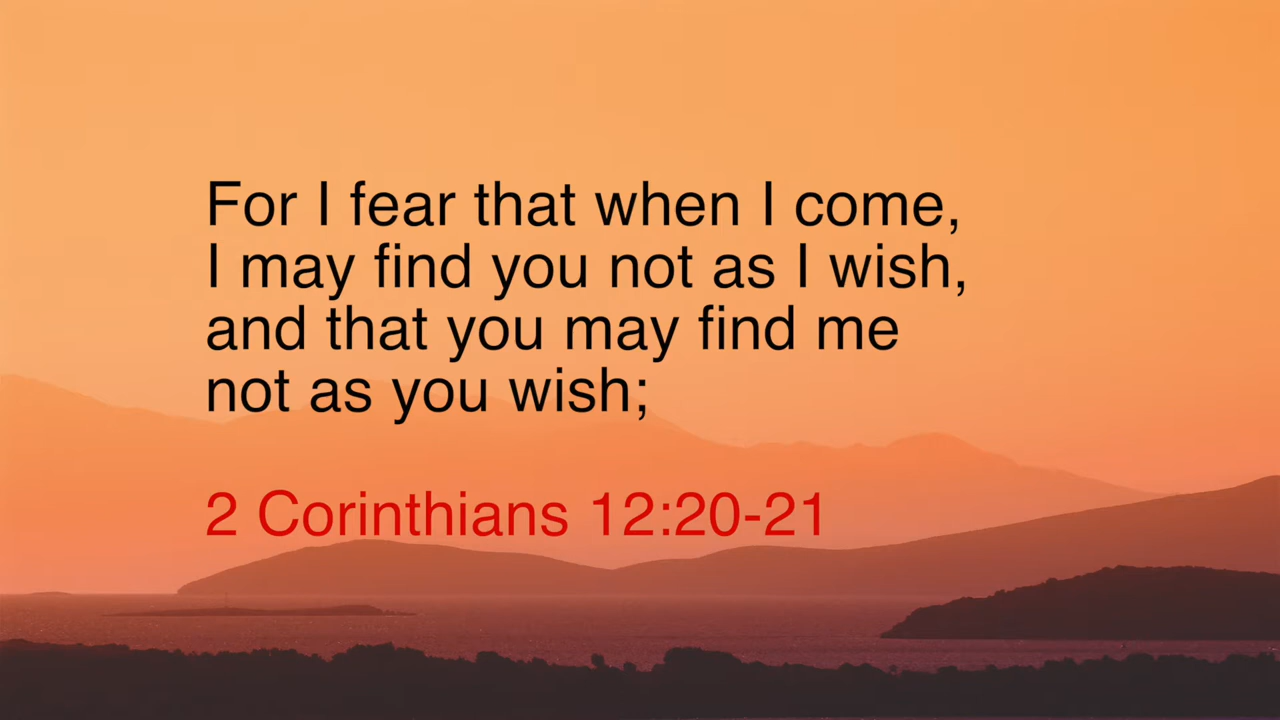 For I fear that when I come,
I may find you not as I wish,
and that you may find me
not as you wish;
2 Corinthians 12:20-21